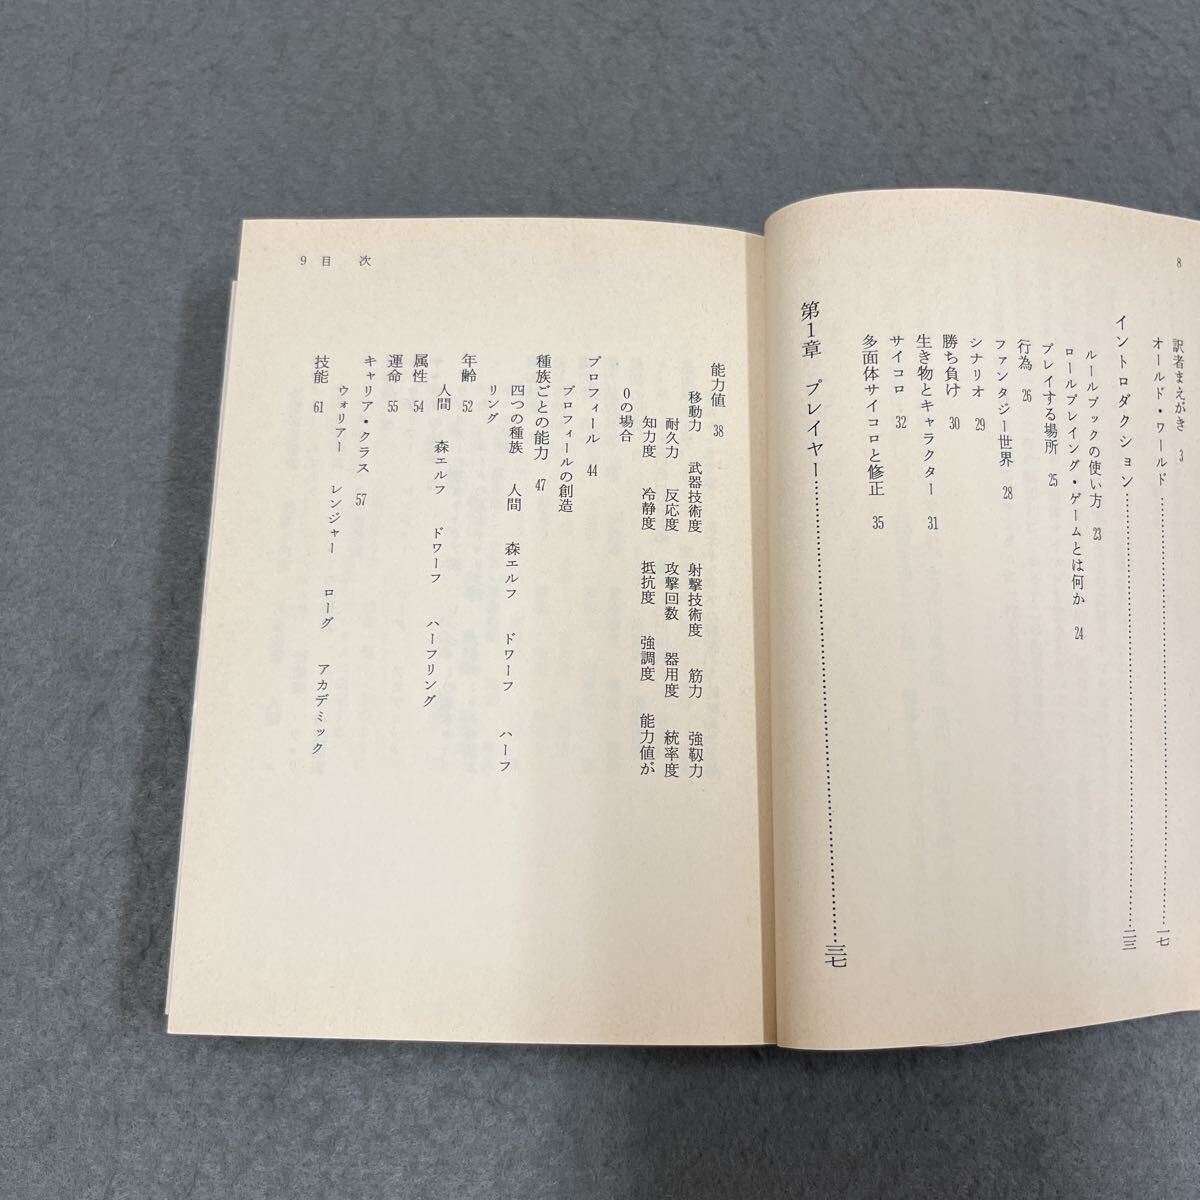 8
訳者まえがき 3
オールド・ワールド……………一七
イントロダクション……………二三
ルールブックの使い方 23
ロールプレイング・ゲームとは何か 24
プレイする場所 25
行為 26
ファンタジー世界 28
シナリオ 29
勝ち負け 30
生き物とキャラクター 31
サイコロ 32
多面体サイコロと修正 35
第1章 プレイヤー……………三七
9 目 次
能力値 38
移動力 武器技術度 射撃技術度 筋力 強靱力
耐久力 反応度 攻撃回数 器用度 統率度
知力度 冷静度 抵抗度 強調度 能力値が
0の場合
プロフィール 44
プロフィールの創造
種族ごとの能力 47
四つの種族 人間 森エルフ ドワーフ ハーフ
リング
年齢 52
人間 森エルフ ドワーフ ハーフリング
属性 54
運命 55
キャリア・クラス 57
ウォリアー レンジャー ローグ アカデミック
技能 61